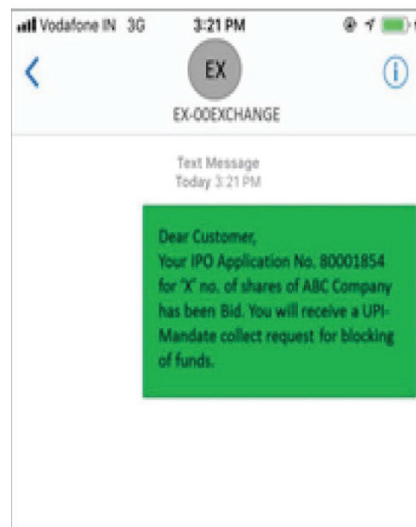 Vodafone IN 3G 3:21 PM
EX
EX-00EXCHANGE
Text Message
Today 3:21 PM
Dear Customer,
Your IPO Application No. 80001854
for "X" no. of shares of ABC Company
has been Bid. You will receive a UPI-
Mandate collect request for blocking
of funds.